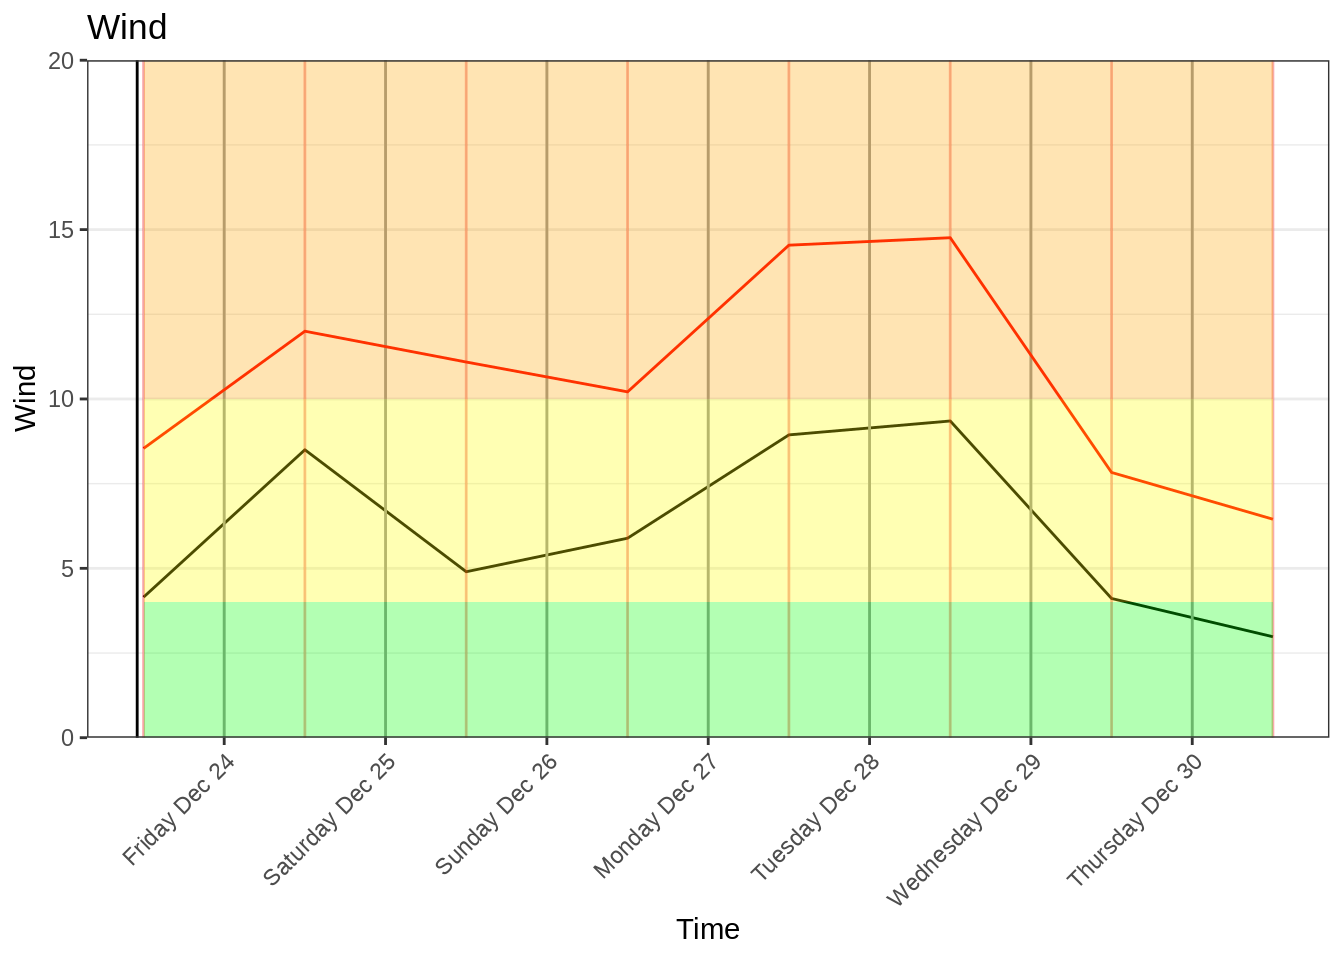 Wind
20
15
10
5
0
Wind
Friday Dec 24
Saturday Dec 25
Sunday Dec 26
Monday Dec 27
Tuesday Dec 28
Wednesday Dec 29
Thursday Dec 30
Time